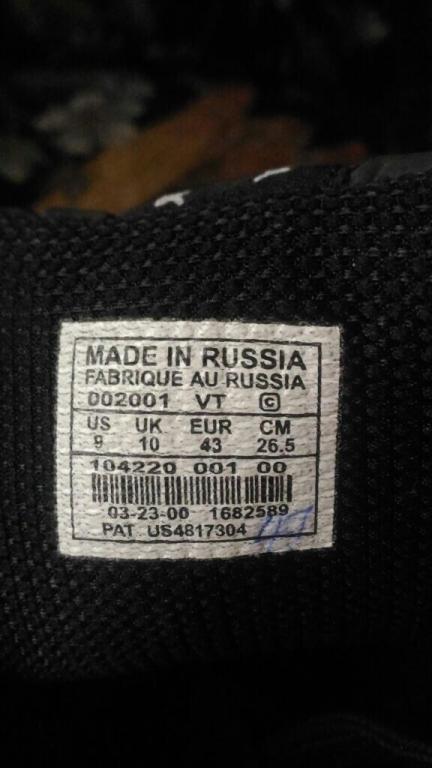 MADE IN RUSSIA
FABRIQUE AU RUSSIA
002001 VT ©
US UK EUR CM
9 10 43 26.5
104220 001 00
03-23-00 1682589
PAT US4817304